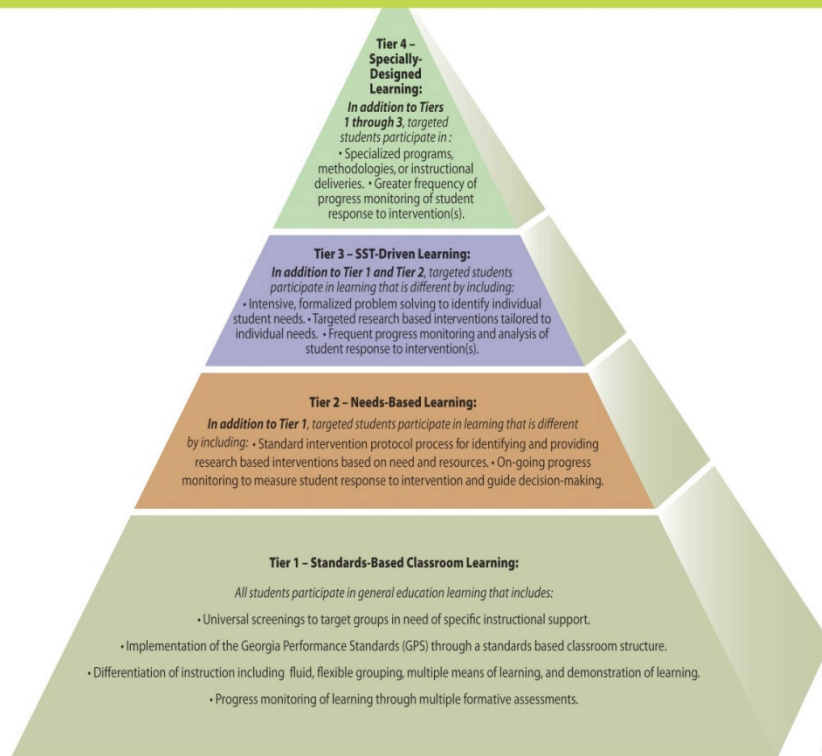 Tier 4 –
Specially-
Designed
Learning:
In addition to Tiers
1 through 3, targeted
students participate in :
• Specialized programs,
methodologies, or instructional
deliveries. • Greater frequency of
progress monitoring of student
response to intervention(s).
Tier 3 – SST-Driven Learning:
In addition to Tier 1 and Tier 2, targeted students
participate in learning that is different by including:
• Intensive, formalized problem solving to identify individual
student needs. • Targeted research based interventions tailored to
individual needs. • Frequent progress monitoring and analysis of
student response to intervention(s).
Tier 2 – Needs-Based Learning:
In addition to Tier 1, targeted students participate in learning that is different
by including: • Standard intervention protocol process for identifying and providing
research based interventions based on need and resources. • On-going progress
monitoring to measure student response to intervention and guide decision-making.
Tier 1 – Standards-Based Classroom Learning:
All students participate in general education learning that includes:
• Universal screenings to target groups in need of specific instructional support.
• Implementation of the Georgia Performance Standards (GPS) through a standards based classroom structure.
• Differentiation of instruction including fluid, flexible grouping, multiple means of learning, and demonstration of learning.
• Progress monitoring of learning through multiple formative assessments.